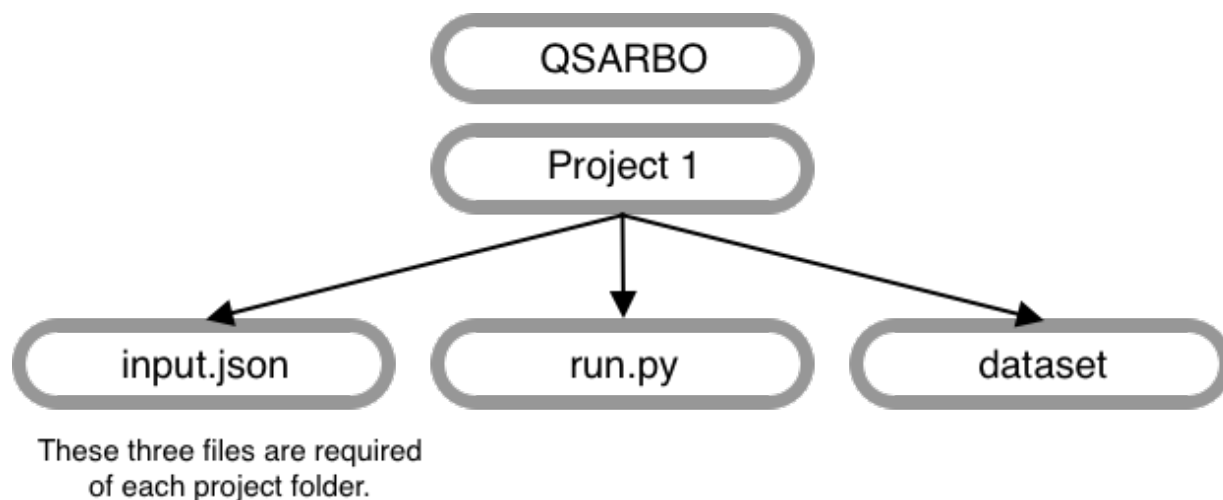 QSARBO
Project 1
input.json
run.py
dataset
These three files are required
of each project folder.